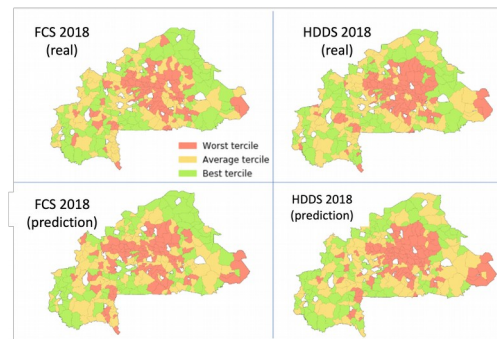 FCS 2018
(real)
HDDS 2018
(real)
Worst tercile
Average tercile
Best tercile
FCS 2018
(prediction)
HDDS 2018
(prediction)